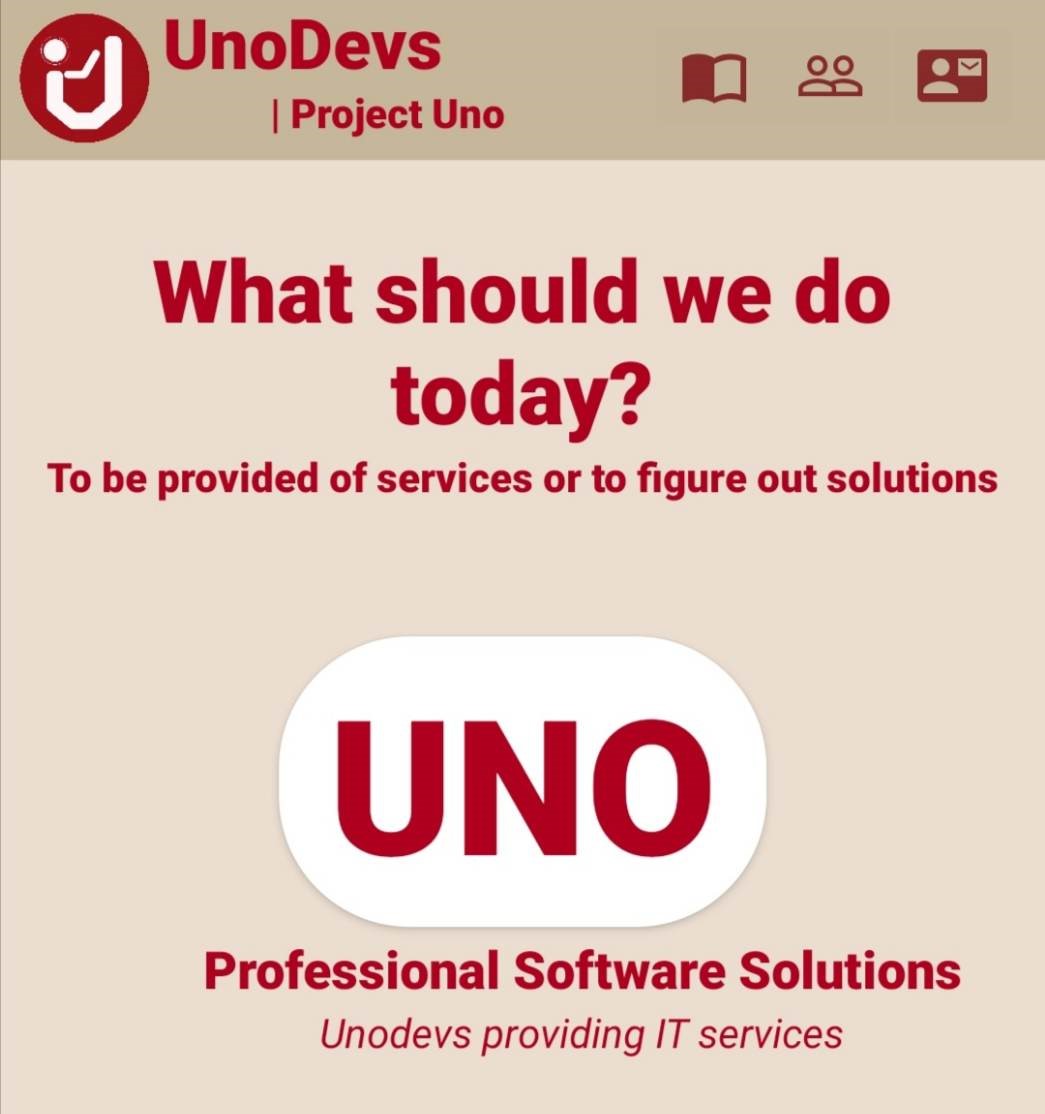 UnoDevs
| Project Uno
What should we do
today?
To be provided of services or to figure out solutions
UNO
Professional Software Solutions
Unodevs providing IT services